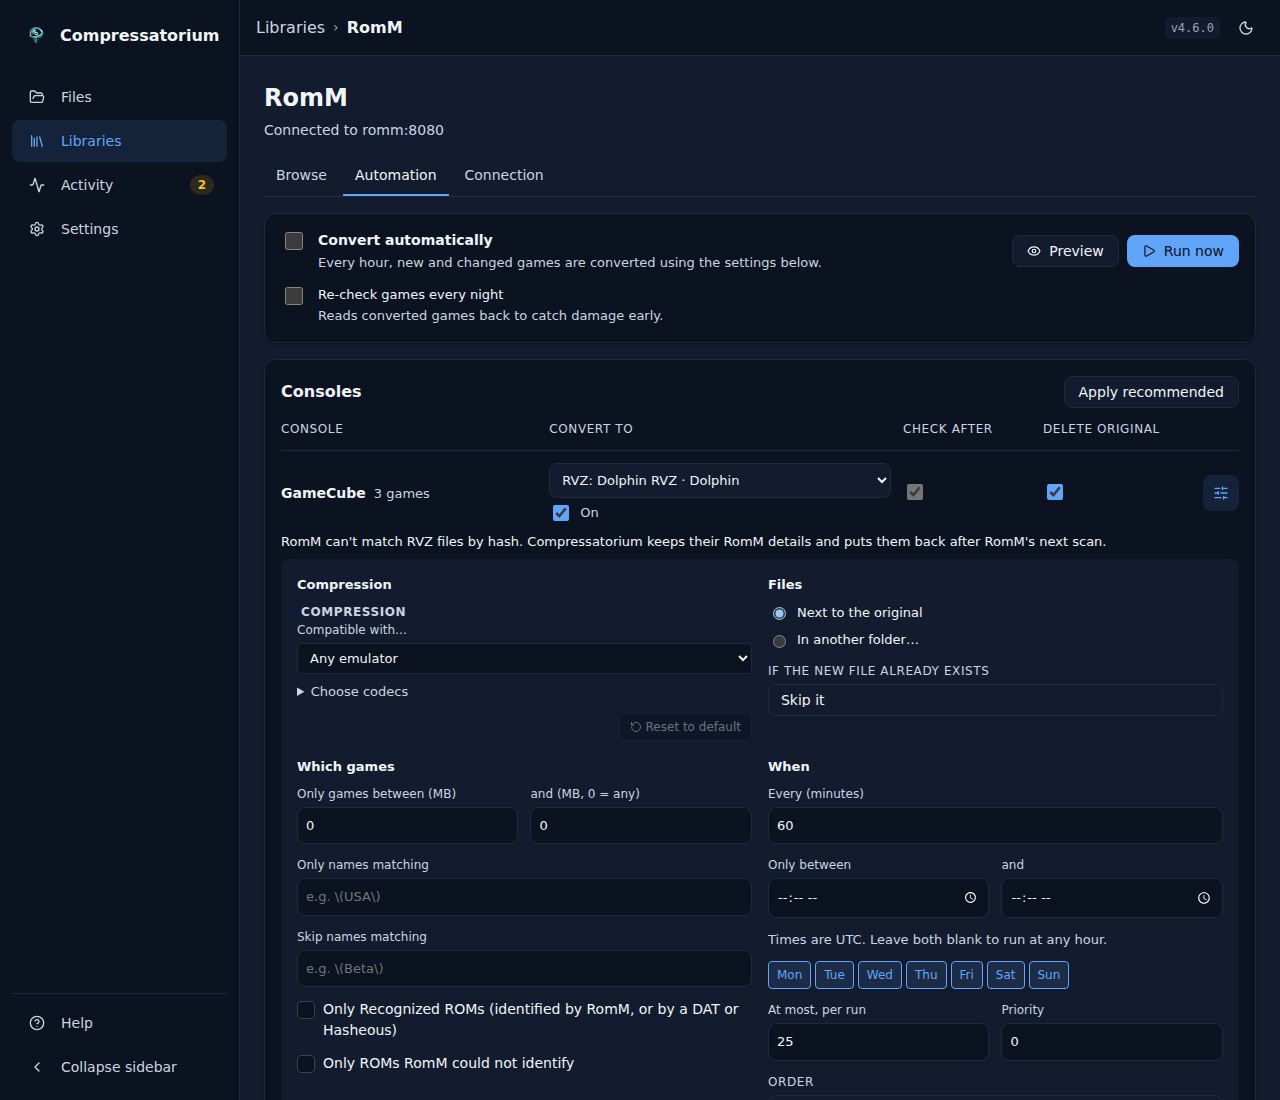 Compressatorium
Libraries › RomM
v4.6.0
Files
Libraries
Activity 2
Settings
Help
Collapse sidebar
RomM
Connected to romm:8080
Browse Automation Connection
Convert automatically
Every hour, new and changed games are converted using the settings below.
Preview Run now
Re-check games every night
Reads converted games back to catch damage early.
Consoles
Apply recommended
CONSOLE CONVERT TO CHECK AFTER DELETE ORIGINAL
GameCube 3 games
RVZ: Dolphin RVZ · Dolphin
On
RomM can't match RVZ files by hash. Compressatorium keeps their RomM details and puts them back after RomM's next scan.
Compression
COMPRESSION
Compatible with…
Any emulator
Choose codecs
Reset to default
Files
Next to the original
In another folder…
IF THE NEW FILE ALREADY EXISTS
Skip it
Which games
Only games between (MB) and (MB, 0 = any)
0 0
Only names matching
e.g. \(USA\)
Skip names matching
e.g. \(Beta\)
Only Recognized ROMs (identified by RomM, or by a DAT or
Hasheous)
Only ROMs RomM could not identify
When
Every (minutes)
60
Only between and
--:-- -- --:-- --
Times are UTC. Leave both blank to run at any hour.
Mon Tue Wed Thu Fri Sat Sun
At most, per run Priority
25 0
ORDER